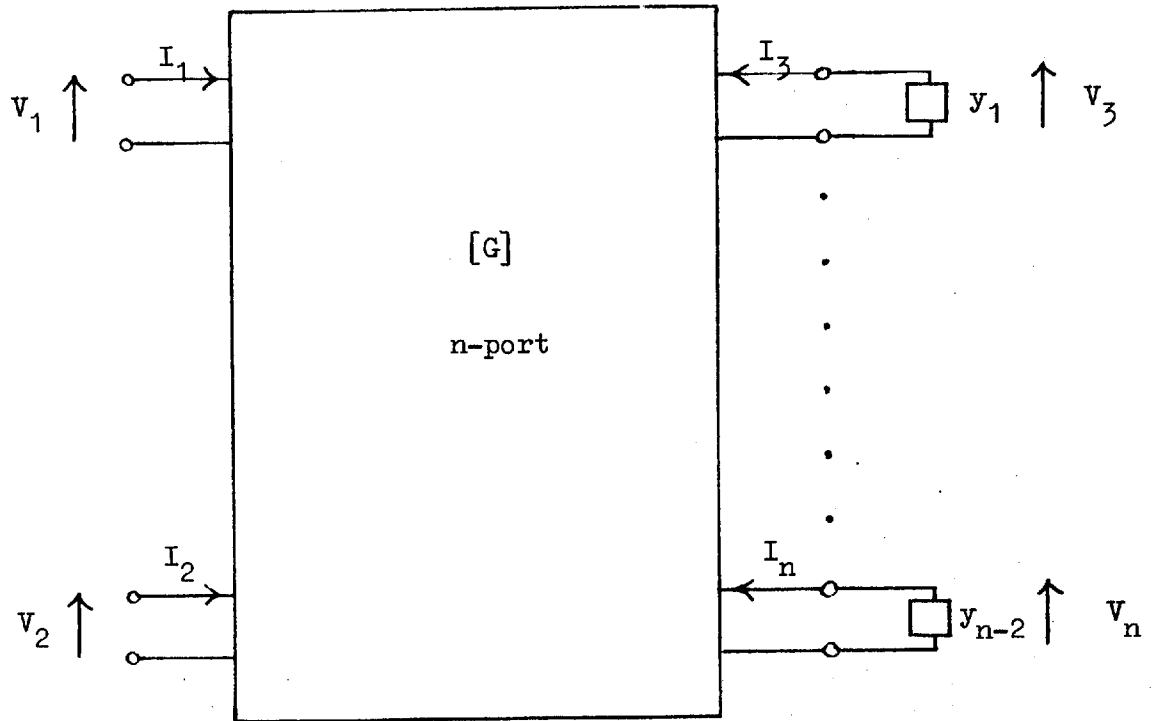 I₁
V₁
I₃
y₁
V₃
[G]
n-port
I₂
V₂
Iₙ
yₙ₋₂
Vₙ